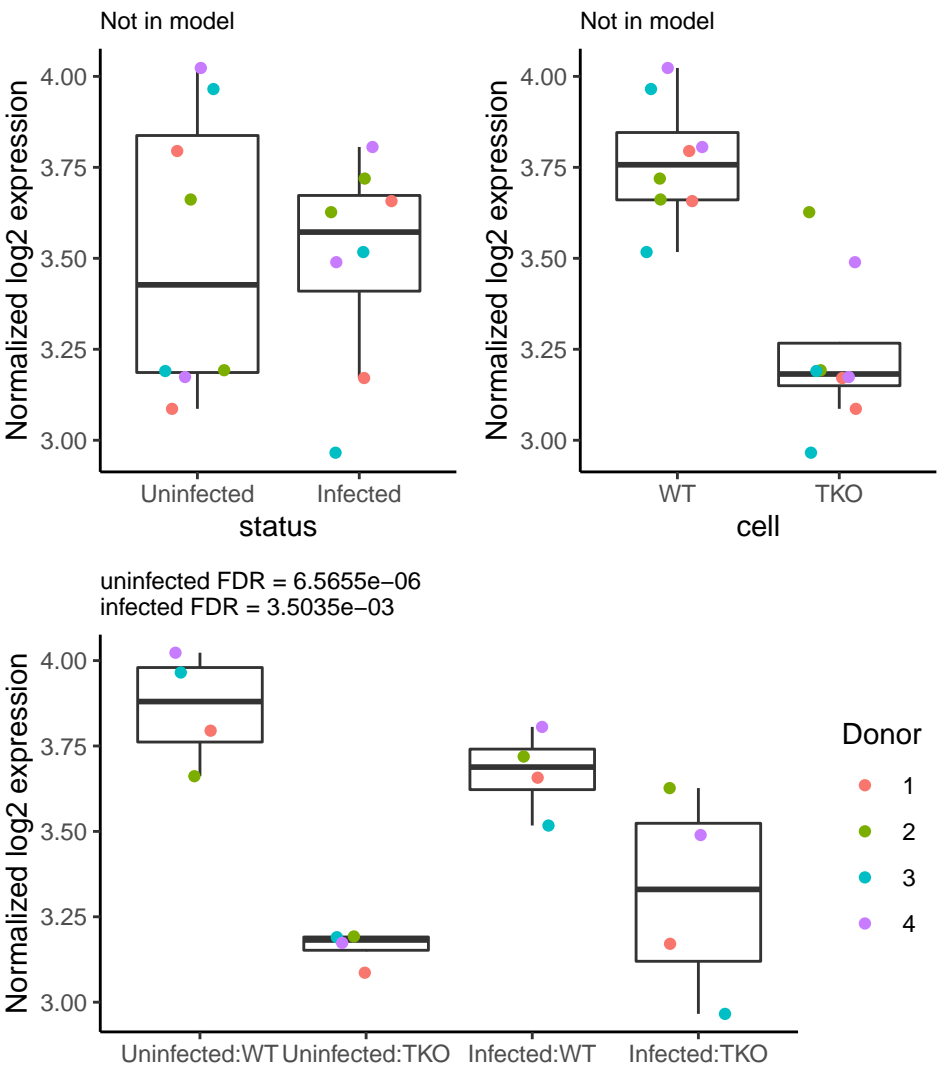 Not in model
Normalized log2 expression
4.00
3.75
3.50
3.25
3.00
Uninfected Infected
status
Not in model
Normalized log2 expression
4.00
3.75
3.50
3.25
3.00
WT TKO
cell
uninfected FDR = 6.5655e−06
infected FDR = 3.5035e−03
Normalized log2 expression
4.00
3.75
3.50
3.25
3.00
Uninfected:WT Uninfected:TKO Infected:WT Infected:TKO
Donor
1
2
3
4